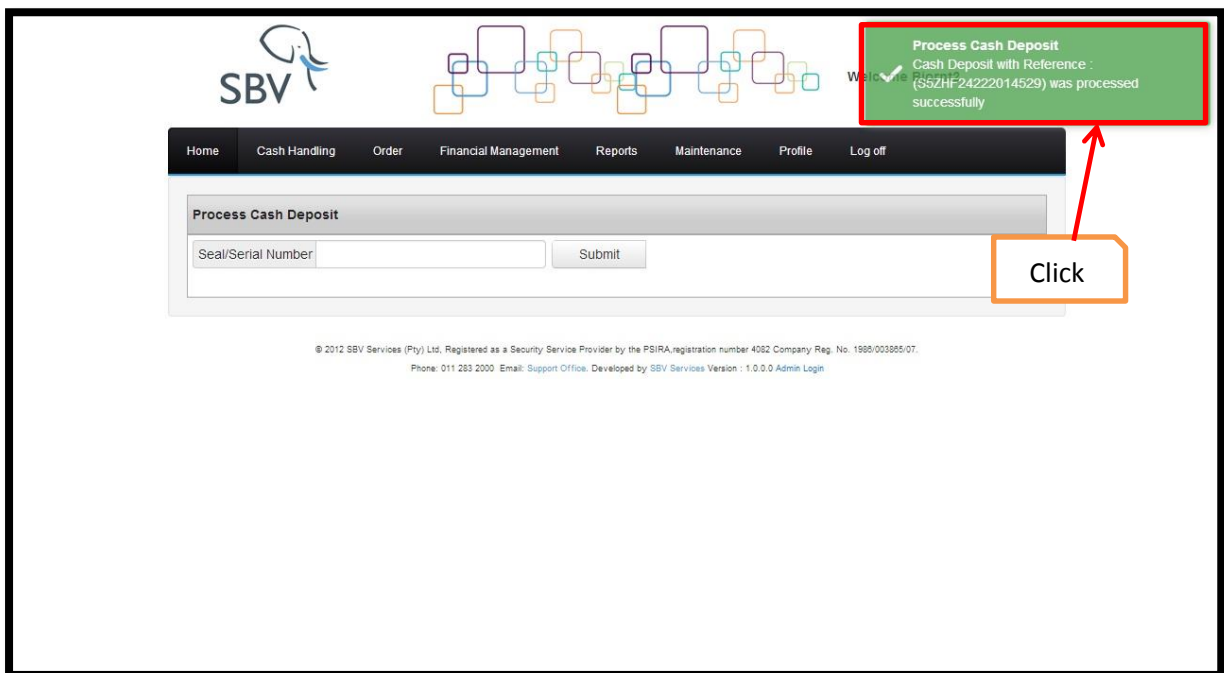 SBV
Process Cash Deposit
Cash Deposit with Reference :
(S5ZHF24222014529) was processed
successfully
Home Cash Handling Order Financial Management Reports Maintenance Profile Log off
Process Cash Deposit
Seal/Serial Number Submit
Click
© 2012 SBV Services (Pty) Ltd, Registered as a Security Service Provider by the PSIRA,registration number 4082 Company Reg. No. 1986/003865/07.
Phone: 011 283 2000 Email: Support Office. Developed by SBV Services Version : 1.0.0.0 Admin Login